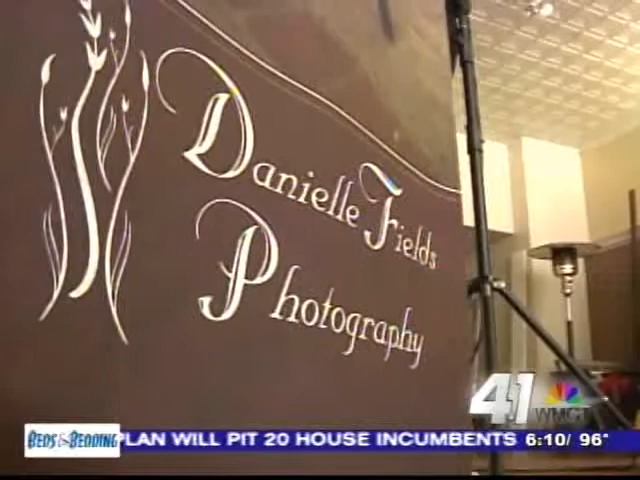 Danielle Fields
Photography
41
WMGT
BEDS & BEDDING
PLAN WILL PIT 20 HOUSE INCUMBENTS 6:10/ 96°